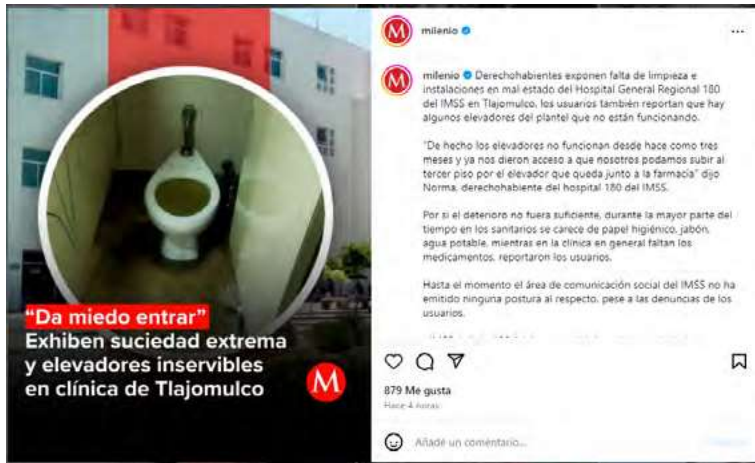 "Da miedo entrar"
Exhiben suciedad extrema
y elevadores inservibles
en clínica de Tlajomulco
M
M
milenio
M
milenio Derechohabientes exponen falta de limpieza e
instalaciones en mal estado del Hospital General Regional 180
del IMSS en Tlajomulco, los usuarios también reportan que hay
algunos elevadores del plantel que no están funcionando.
"De hecho los elevadores no funcionan desde hace como tres
meses y ya nos dieron acceso a que nosotros podamos subir al
tercer piso por el elevador que queda junto a la farmacia" dijo
Norma, derechohabiente del hospital 180 del IMSS.
Por si el deterioro no fuera suficiente, durante la mayor parte del
tiempo en los sanitarios se carece de papel higiénico, jabón,
agua potable, mientras en la clínica en general faltan los
medicamentos, reportaron los usuarios.
Hasta el momento el área de comunicación social del IMSS no ha
emitido ninguna postura al respecto, pese a las denuncias de los
usuarios.
879 Me gusta
Hace 4 horas
Añade un comentario...